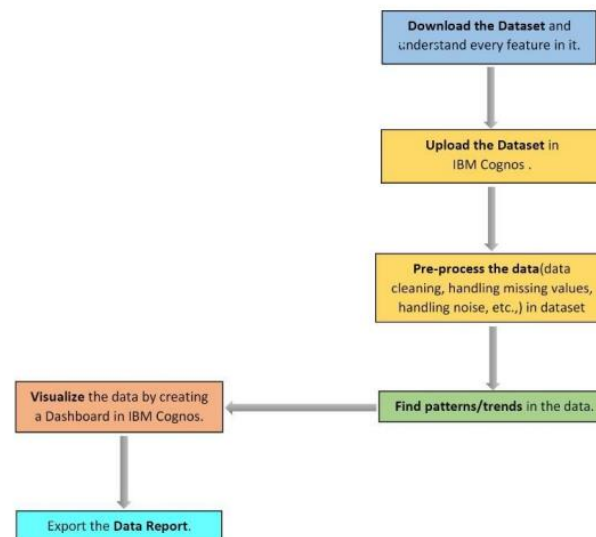 Download the Dataset and
understand every feature in it.
Upload the Dataset in
IBM Cognos .
Pre-process the data(data
cleaning, handling missing values,
handling noise, etc.,) in dataset
Find patterns/trends in the data.
Visualize the data by creating
a Dashboard in IBM Cognos.
Export the Data Report.